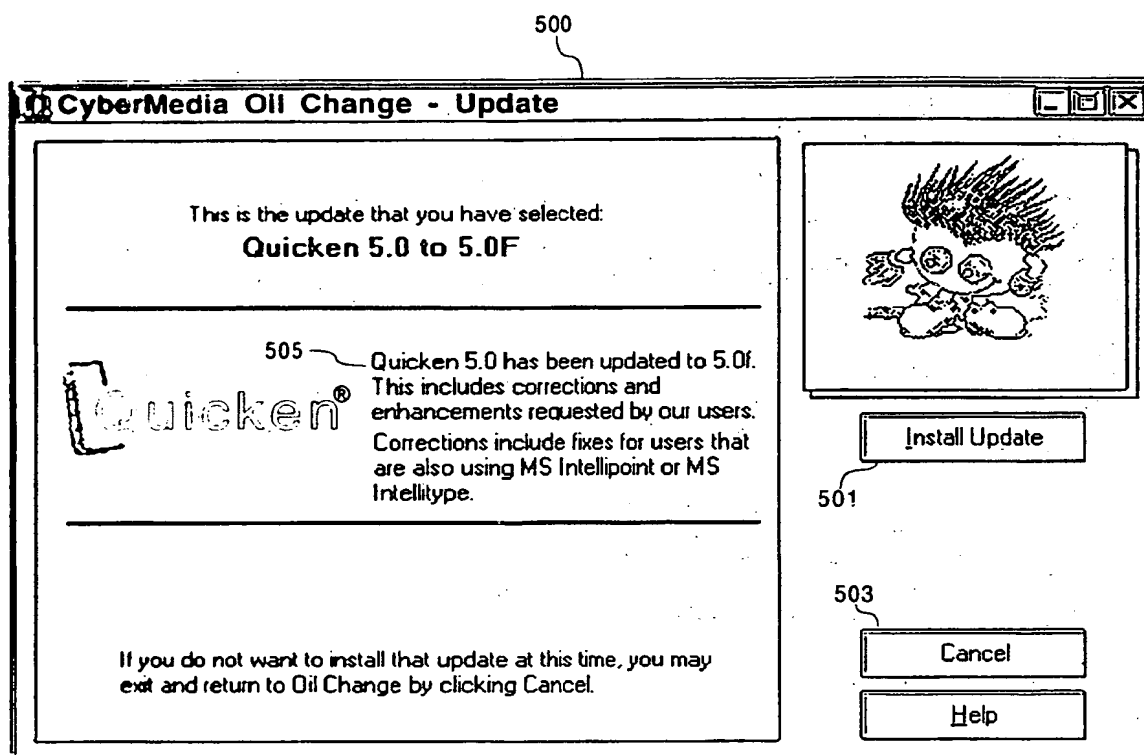 500
CyberMedia Oil Change - Update
This is the update that you have selected:
Quicken 5.0 to 5.0F
505
Quicken®
Quicken 5.0 has been updated to 5.0f.
This includes corrections and
enhancements requested by our users.
Corrections include fixes for users that
are also using MS Intellipoint or MS
Intellitype.
Install Update
501
503
If you do not want to install that update at this time, you may
exit and return to Oil Change by clicking Cancel.
Cancel
Help